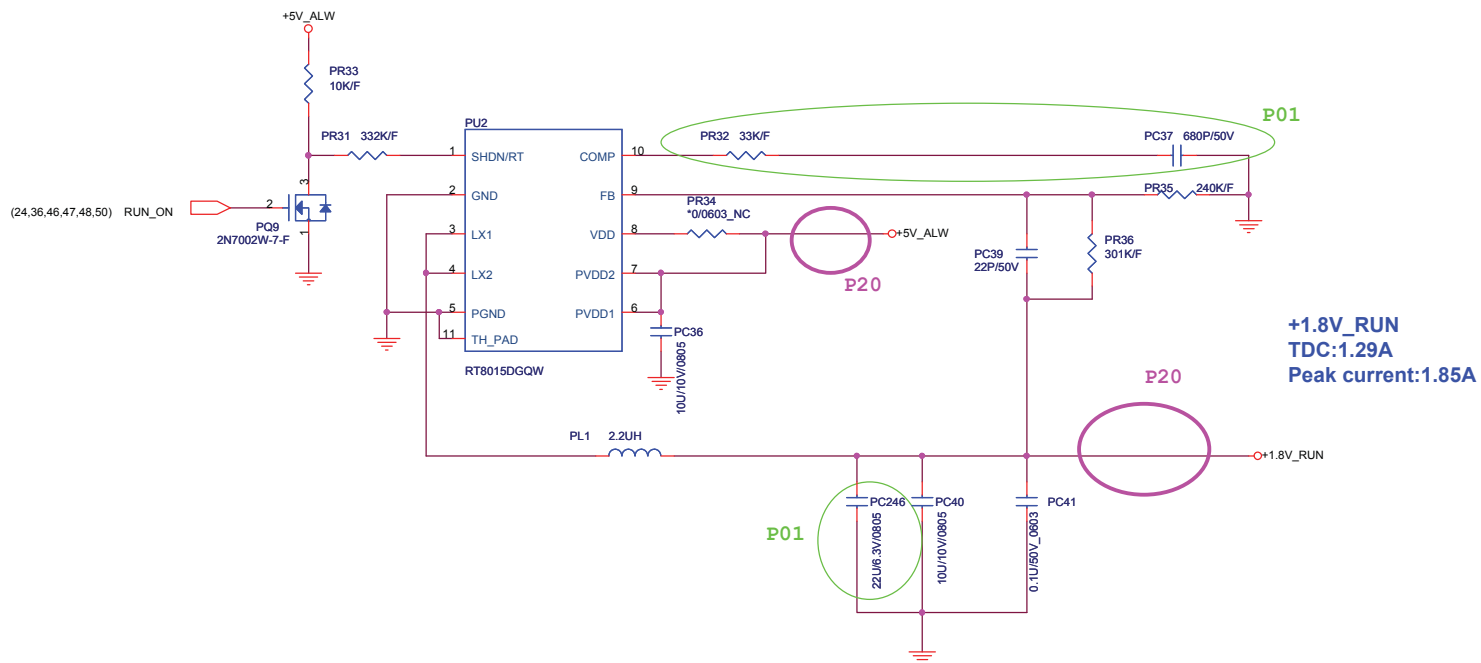 +5V_ALW
PR33
10K/F
PR31 332K/F
PU2
1 SHDN/RT
2 GND
3 LX1
4 LX2
5 PGND
11 TH_PAD
COMP 10
FB 9
VDD 8
PVDD2 7
PVDD1 6
RT8015DGQW
(24,36,46,47,48,50) RUN_ON
3
2
1
PQ9
2N7002W-7-F
PR32 33K/F
PC37 680P/50V
P01
PR35 240K/F
PR34
*0/0603_NC
+5V_ALW
P20
PC39
22P/50V
PR36
301K/F
PC36
10U/10V/0805
+1.8V_RUN
TDC:1.29A
Peak current:1.85A
P20
PL1 2.2UH
+1.8V_RUN
PC246
22U/6.3V/0805
P01
PC40
10U/10V/0805
PC41
0.1U/50V_0603